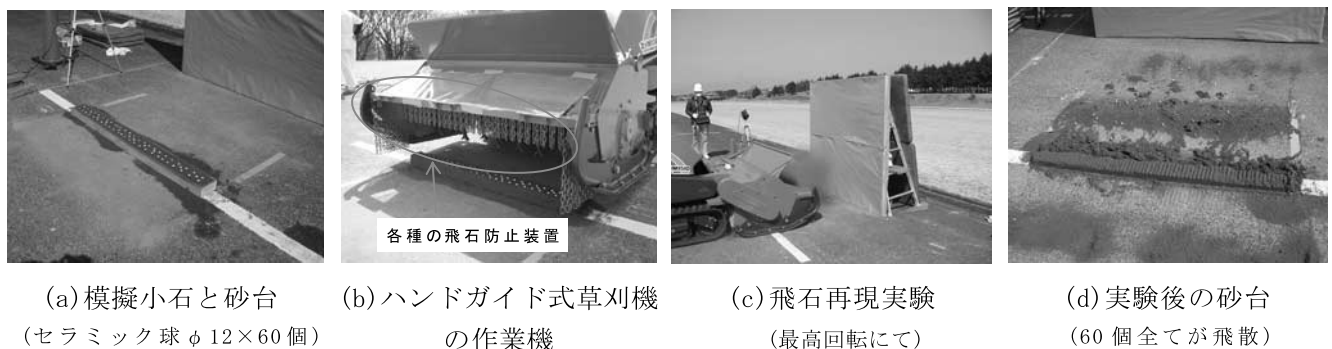 各種の飛石防止装置
(a)模擬小石と砂台
(セラミック球φ12×60個)
(b)ハンドガイド式草刈機
の作業機
(c)飛石再現実験
(最高回転にて)
(d)実験後の砂台
(60個全てが飛散)